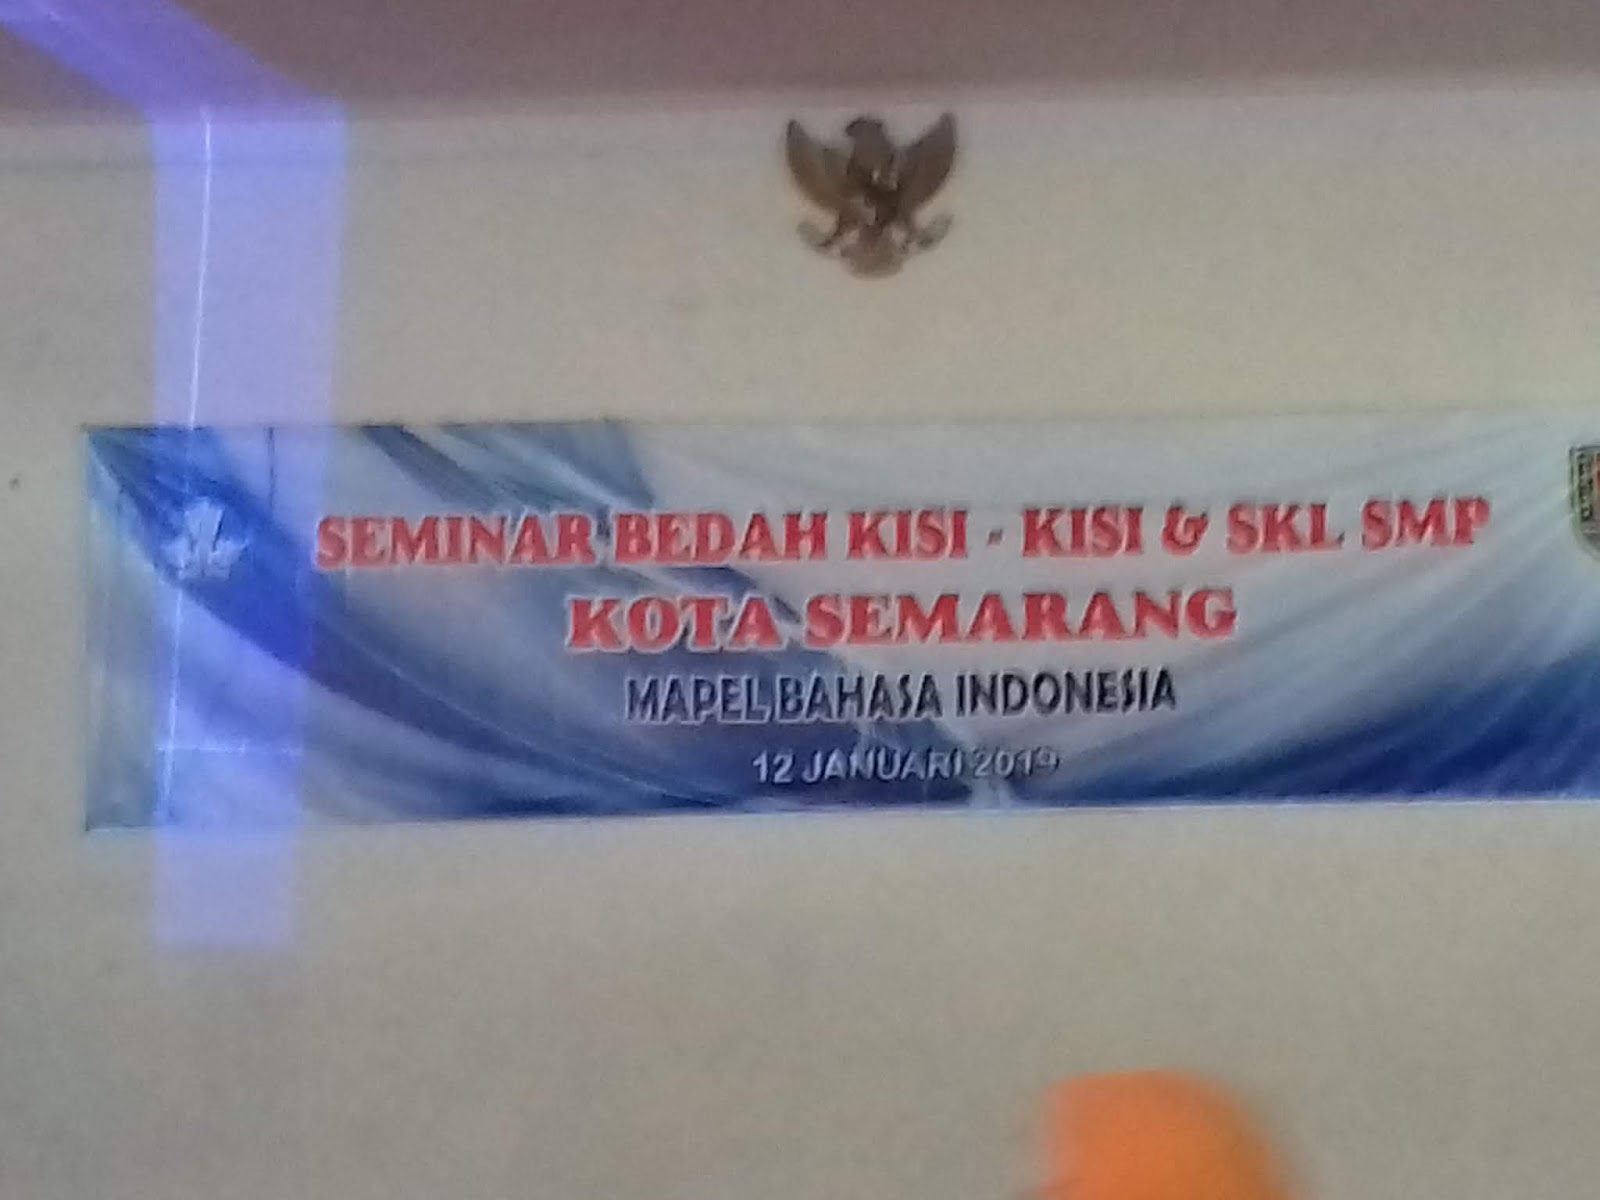 SEMINAR BEDAH KISI - KISI & SKL SMP
KOTA SEMARANG
MAPEL BAHASA INDONESIA
12 JANUARI 2019